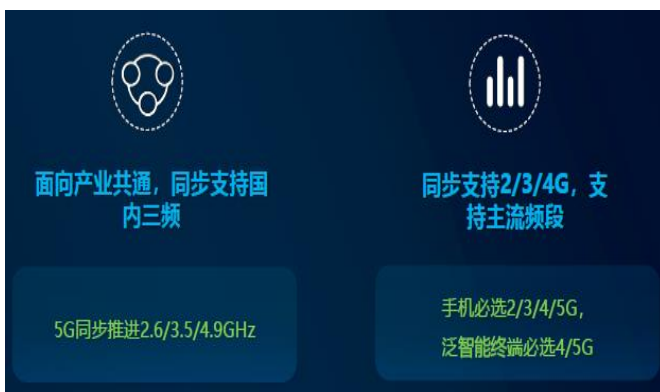 面向产业共通，同步支持国
内三频
5G同步推进2.6/3.5/4.9GHz
同步支持2/3/4G，支
持主流频段
手机必选2/3/4/5G，
泛智能终端必选4/5G